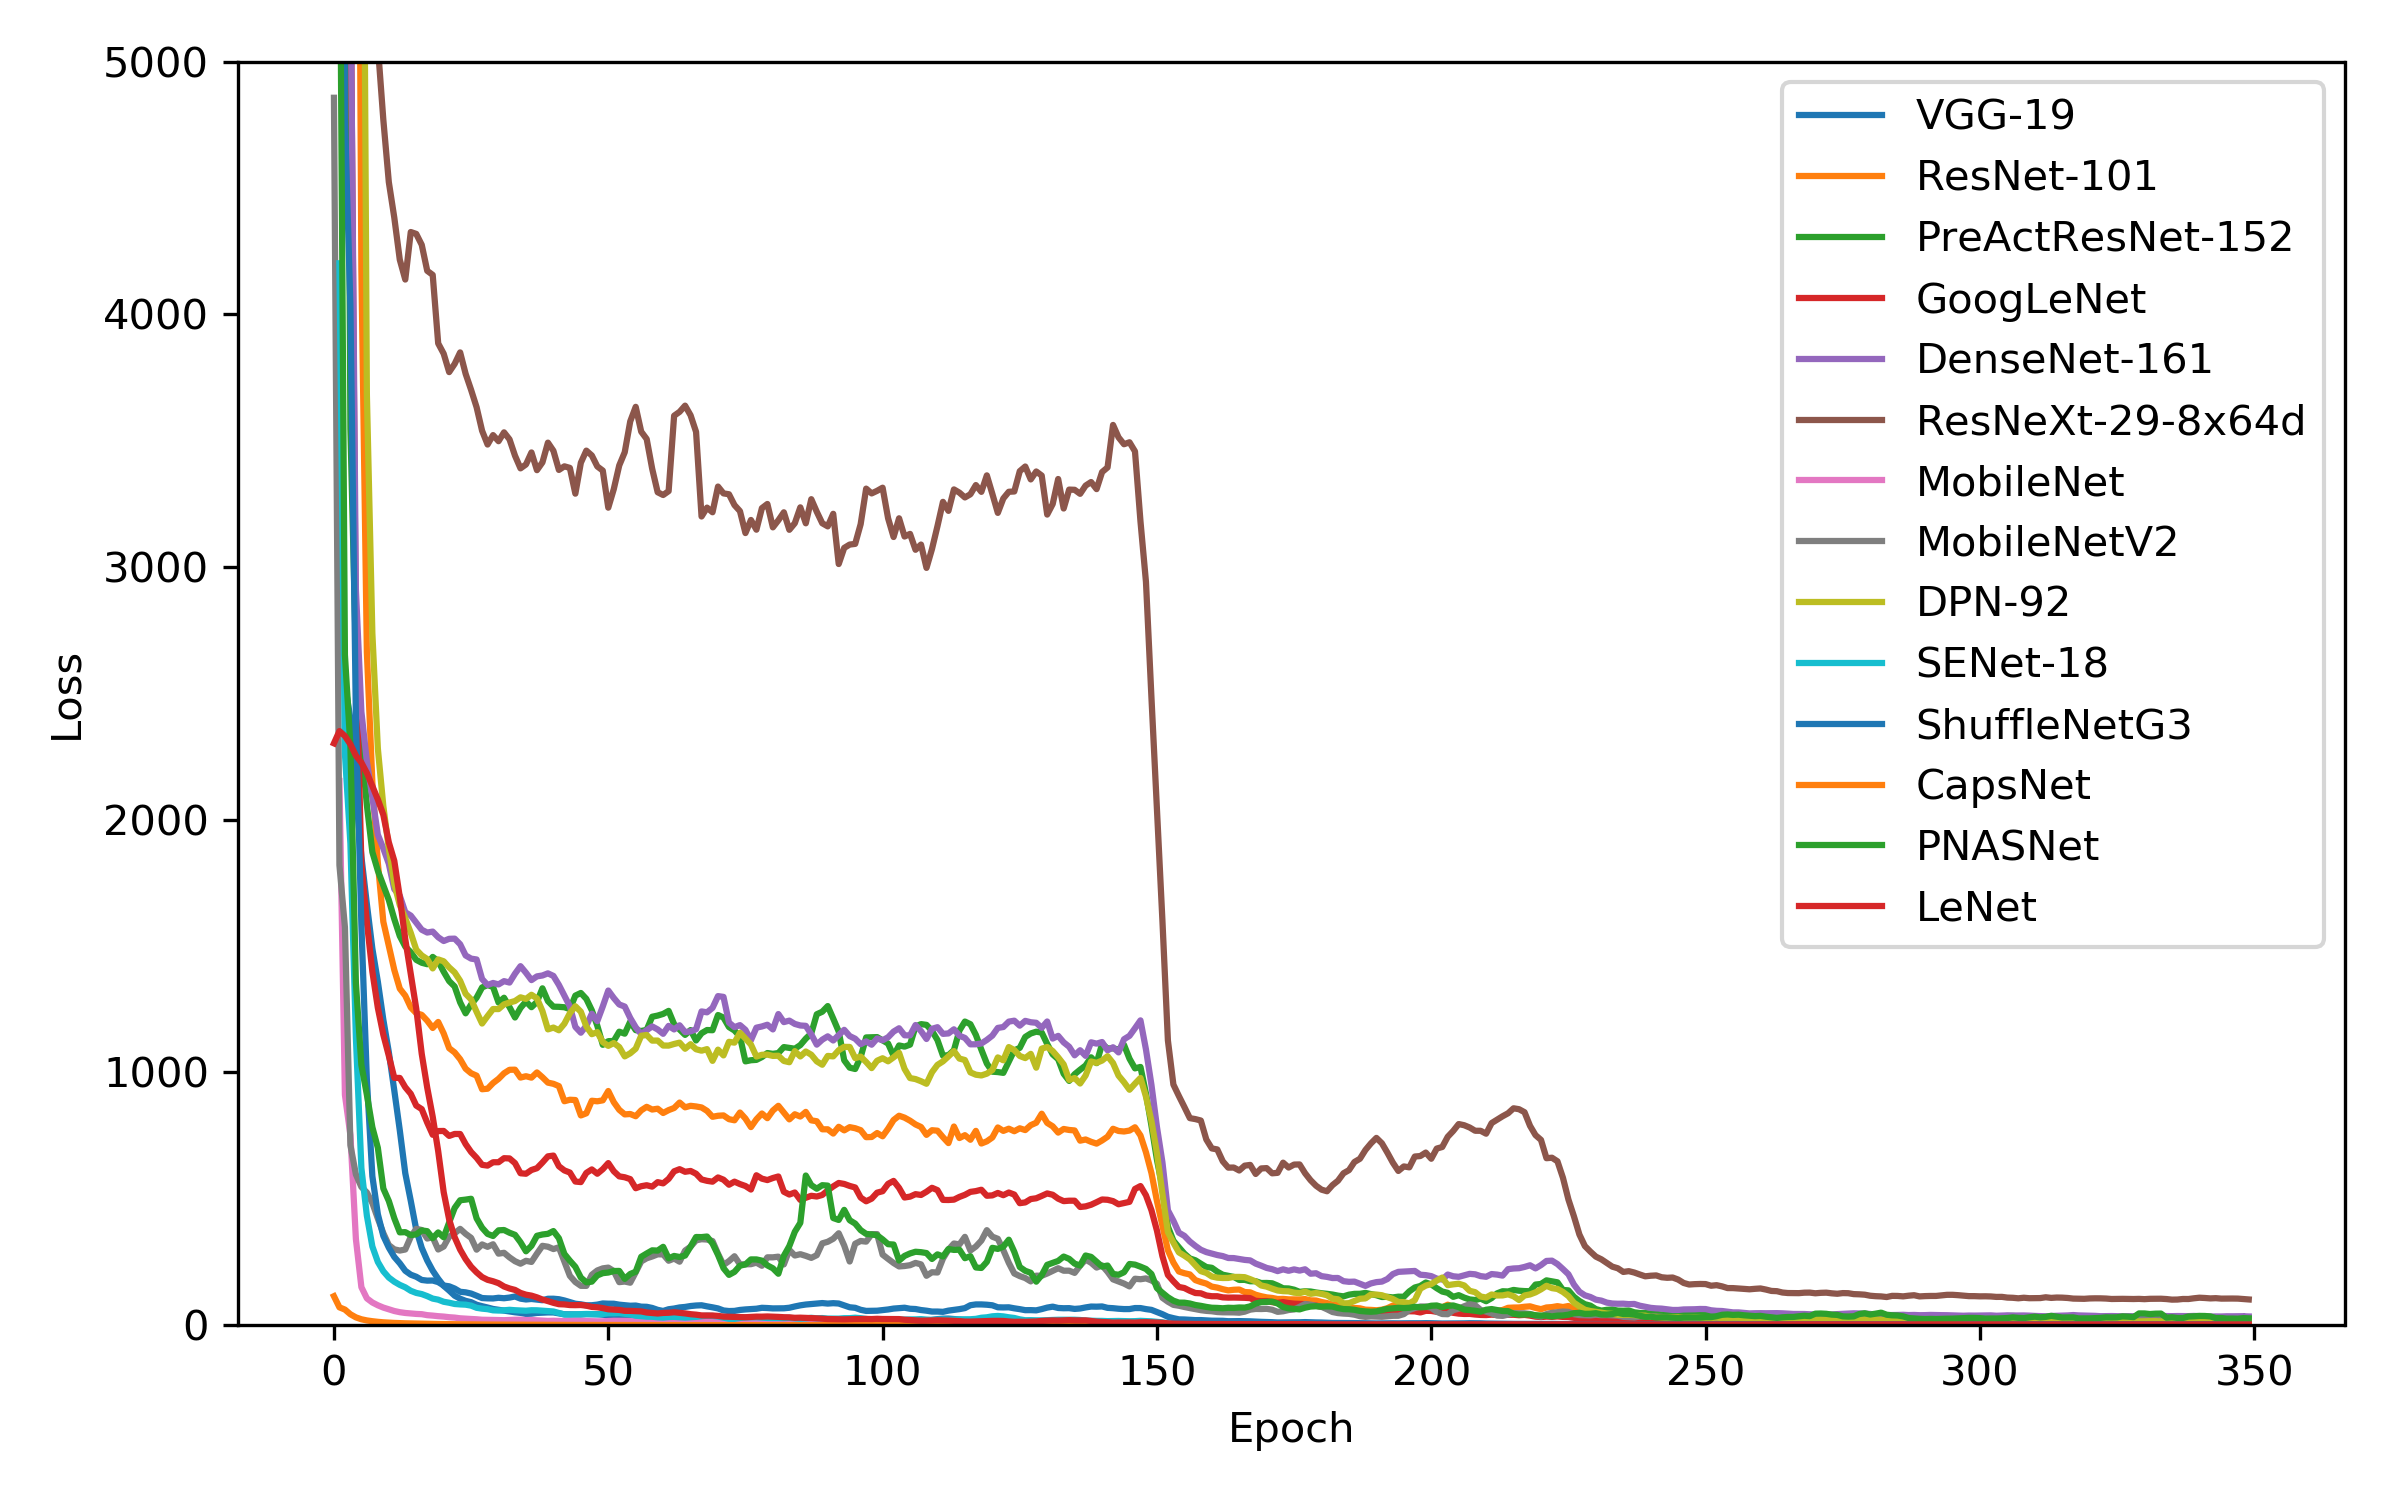 5000
4000
3000
2000
1000
0
Loss
0 50 100 150 200 250 300 350
Epoch
VGG-19
ResNet-101
PreActResNet-152
GoogLeNet
DenseNet-161
ResNeXt-29-8x64d
MobileNet
MobileNetV2
DPN-92
SENet-18
ShuffleNetG3
CapsNet
PNASNet
LeNet